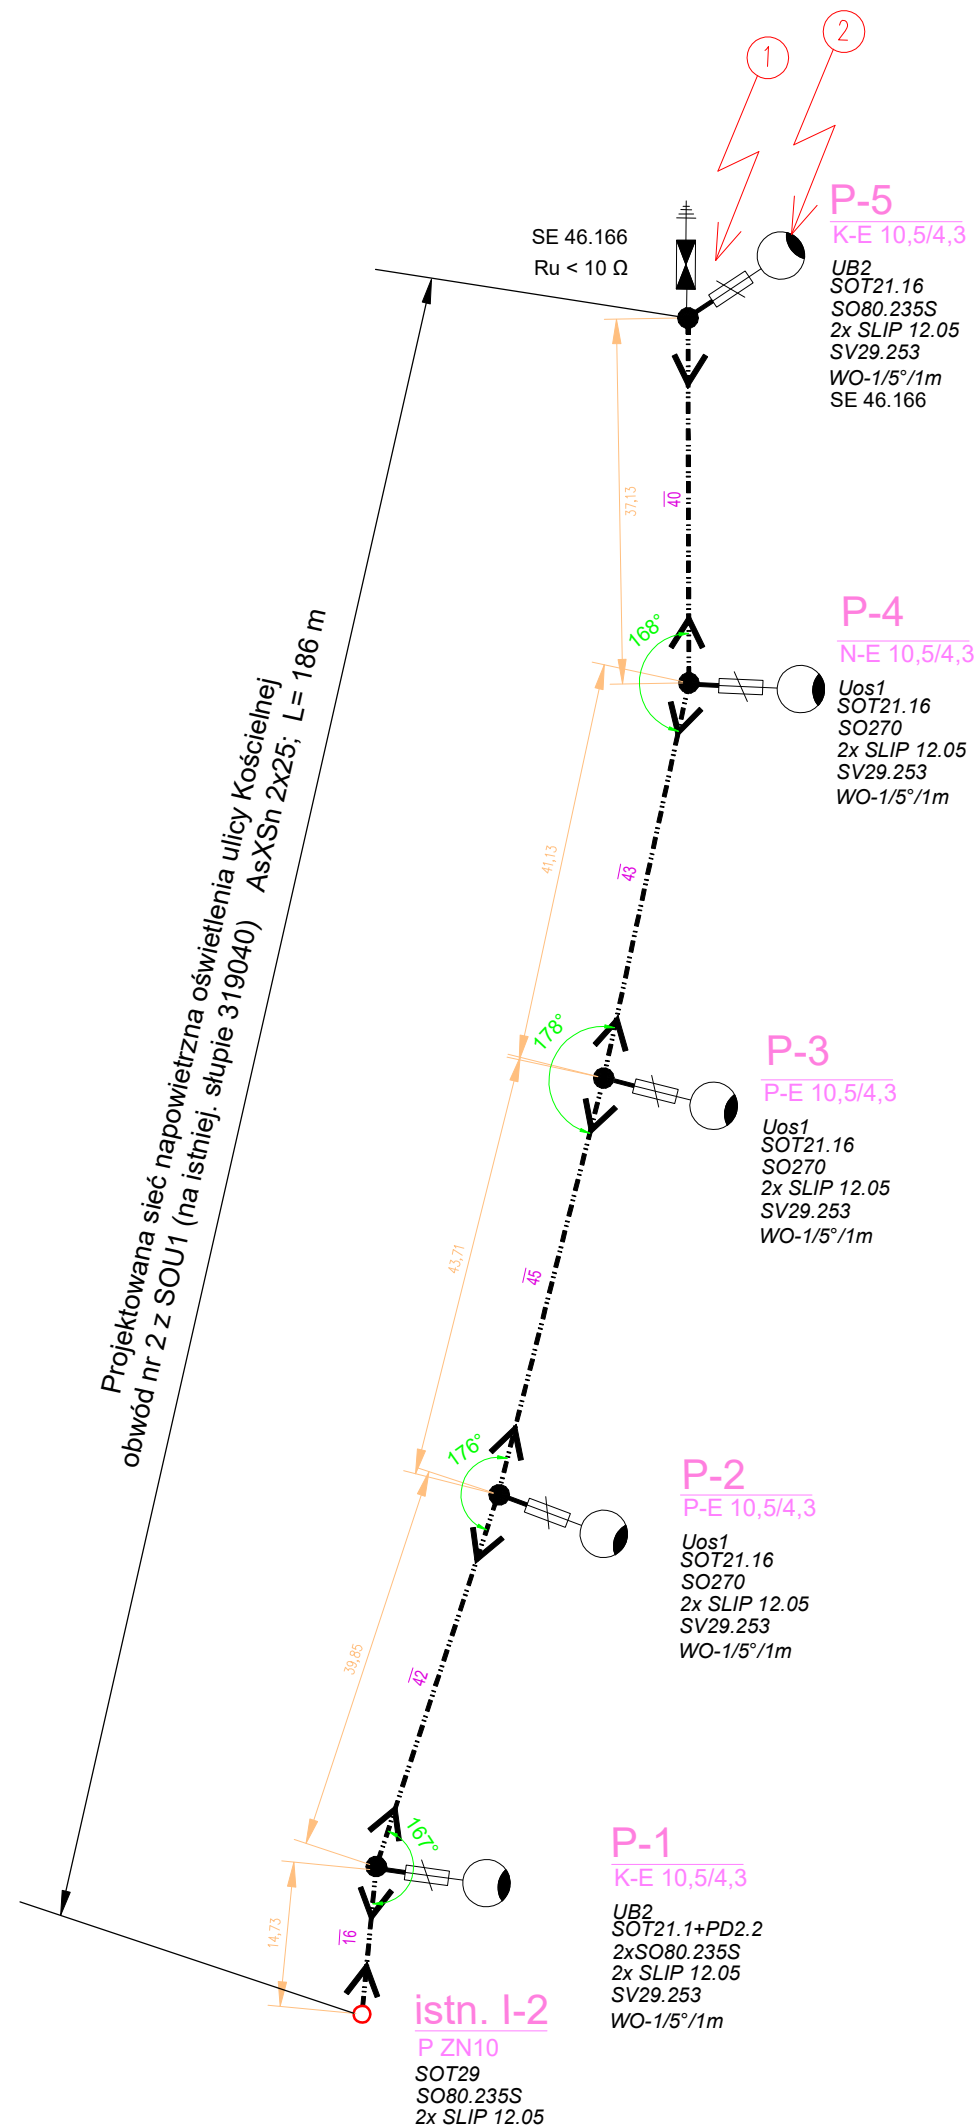 1
2
SE 46.166
Ru < 10 Ω
P-5
K-E 10,5/4,3
UB2
SOT21.16
SO80.235S
2x SLIP 12.05
SV29.253
WO-1/5°/1m
SE 46.166
37,13
40
168°
P-4
N-E 10,5/4,3
Uos1
SOT21.16
SO270
2x SLIP 12.05
SV29.253
WO-1/5°/1m
41,13
43
Projektowana sieć napowietrzna oświetlenia ulicy Kościelnej
obwód nr 2 z SOU1 (na istniej. słupie 319040) AsXSn 2x25; L= 186 m
178°
P-3
P-E 10,5/4,3
Uos1
SOT21.16
SO270
2x SLIP 12.05
SV29.253
WO-1/5°/1m
43,71
45
176°
P-2
P-E 10,5/4,3
Uos1
SOT21.16
SO270
2x SLIP 12.05
SV29.253
WO-1/5°/1m
39,85
42
167°
P-1
K-E 10,5/4,3
UB2
SOT21.1+PD2.2
2xSO80.235S
2x SLIP 12.05
SV29.253
WO-1/5°/1m
14,73
16
istn. I-2
P ZN10
SOT29
SO80.235S
2x SLIP 12.05